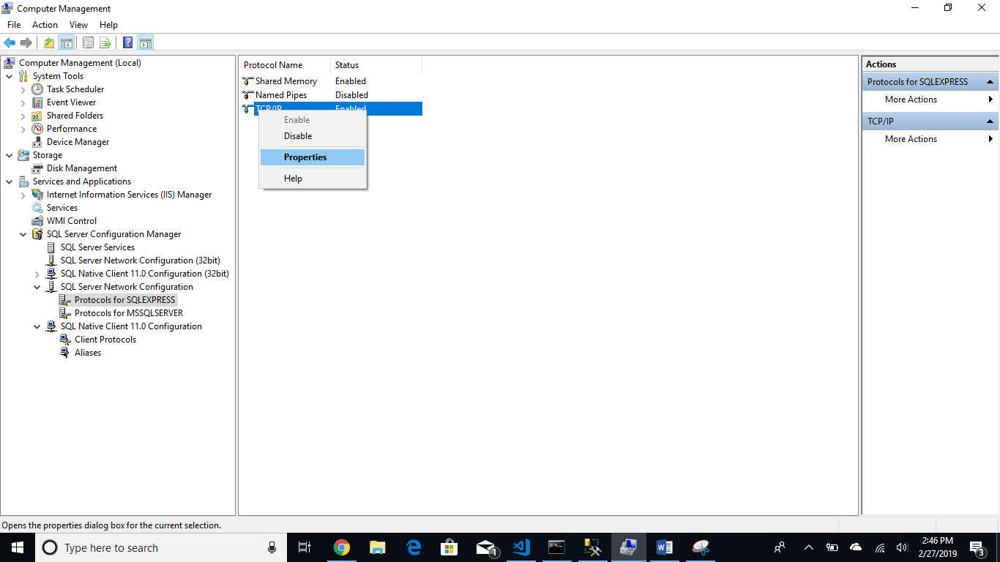 Computer Management
File Action View Help
Computer Management (Local)
System Tools
Task Scheduler
Event Viewer
Shared Folders
Performance
Device Manager
Storage
Disk Management
Services and Applications
Internet Information Services (IIS) Manager
Services
WMI Control
SQL Server Configuration Manager
SQL Server Services
SQL Server Network Configuration (32bit)
SQL Native Client 11.0 Configuration (32bit)
SQL Server Network Configuration
Protocols for SQLEXPRESS
Protocols for MSSQLSERVER
SQL Native Client 11.0 Configuration
Client Protocols
Aliases
Protocol Name Status
Shared Memory Enabled
Named Pipes Disabled
TCP/IP Enabled
Enable
Disable
Properties
Help
Actions
Protocols for SQLEXPRESS
More Actions
TCP/IP
More Actions
Opens the properties dialog box for the current selection.
Type here to search
1
2:46 PM
2/27/2019
3